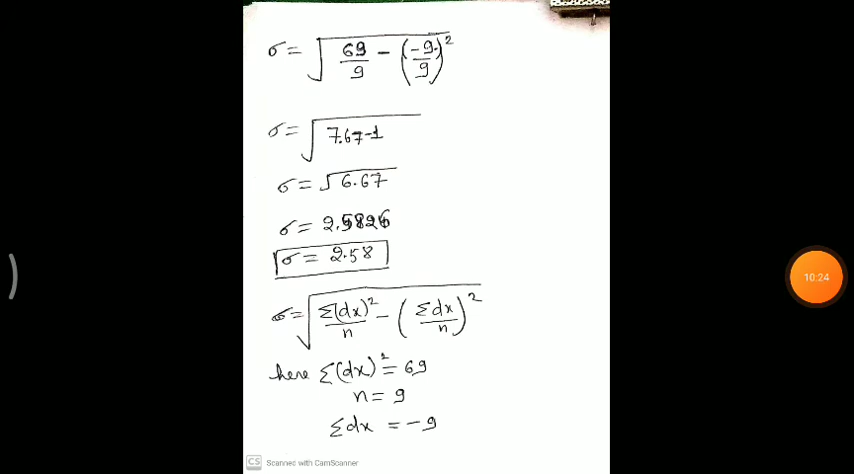 σ = √(69/9 - (-9/9)²)
σ = √7.67-1
σ = √6.67
σ = 2.5826
σ = 2.58
σ = √(Σ(dx)²/n - (Σdx/n)²)
here Σ(dx)² = 69
n = 9
Σdx = -9
CS Scanned with CamScanner
10:24